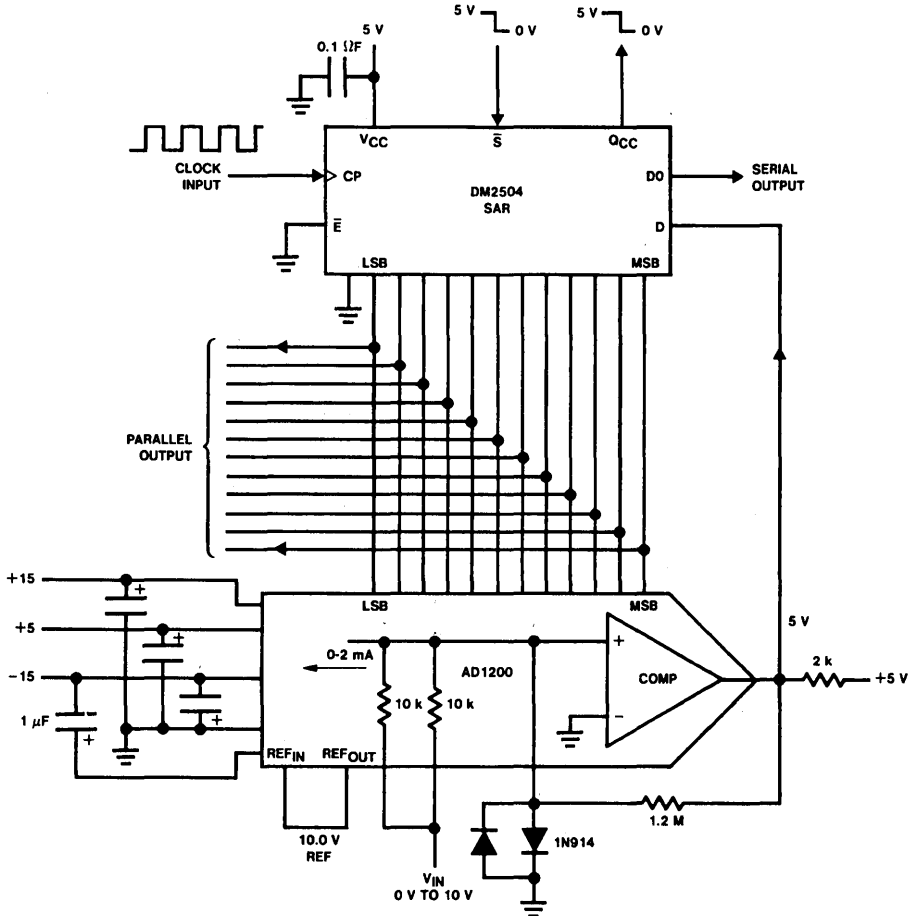 5 V
5 V
0 V
5 V
0 V
0.1 ΩF
VCC
S̅
QCC
CLOCK
INPUT
CP
DM2504
SAR
DO
SERIAL
OUTPUT
E̅
D
LSB
MSB
PARALLEL
OUTPUT
+15
+
+5
+
-15
+
1 µF
+
LSB
MSB
0-2 mA
AD1200
10 k
10 k
+
COMP
-
5 V
2 k
+5 V
REFIN
REFOUT
10.0 V
REF
VIN
0 V TO 10 V
1N914
1.2 M